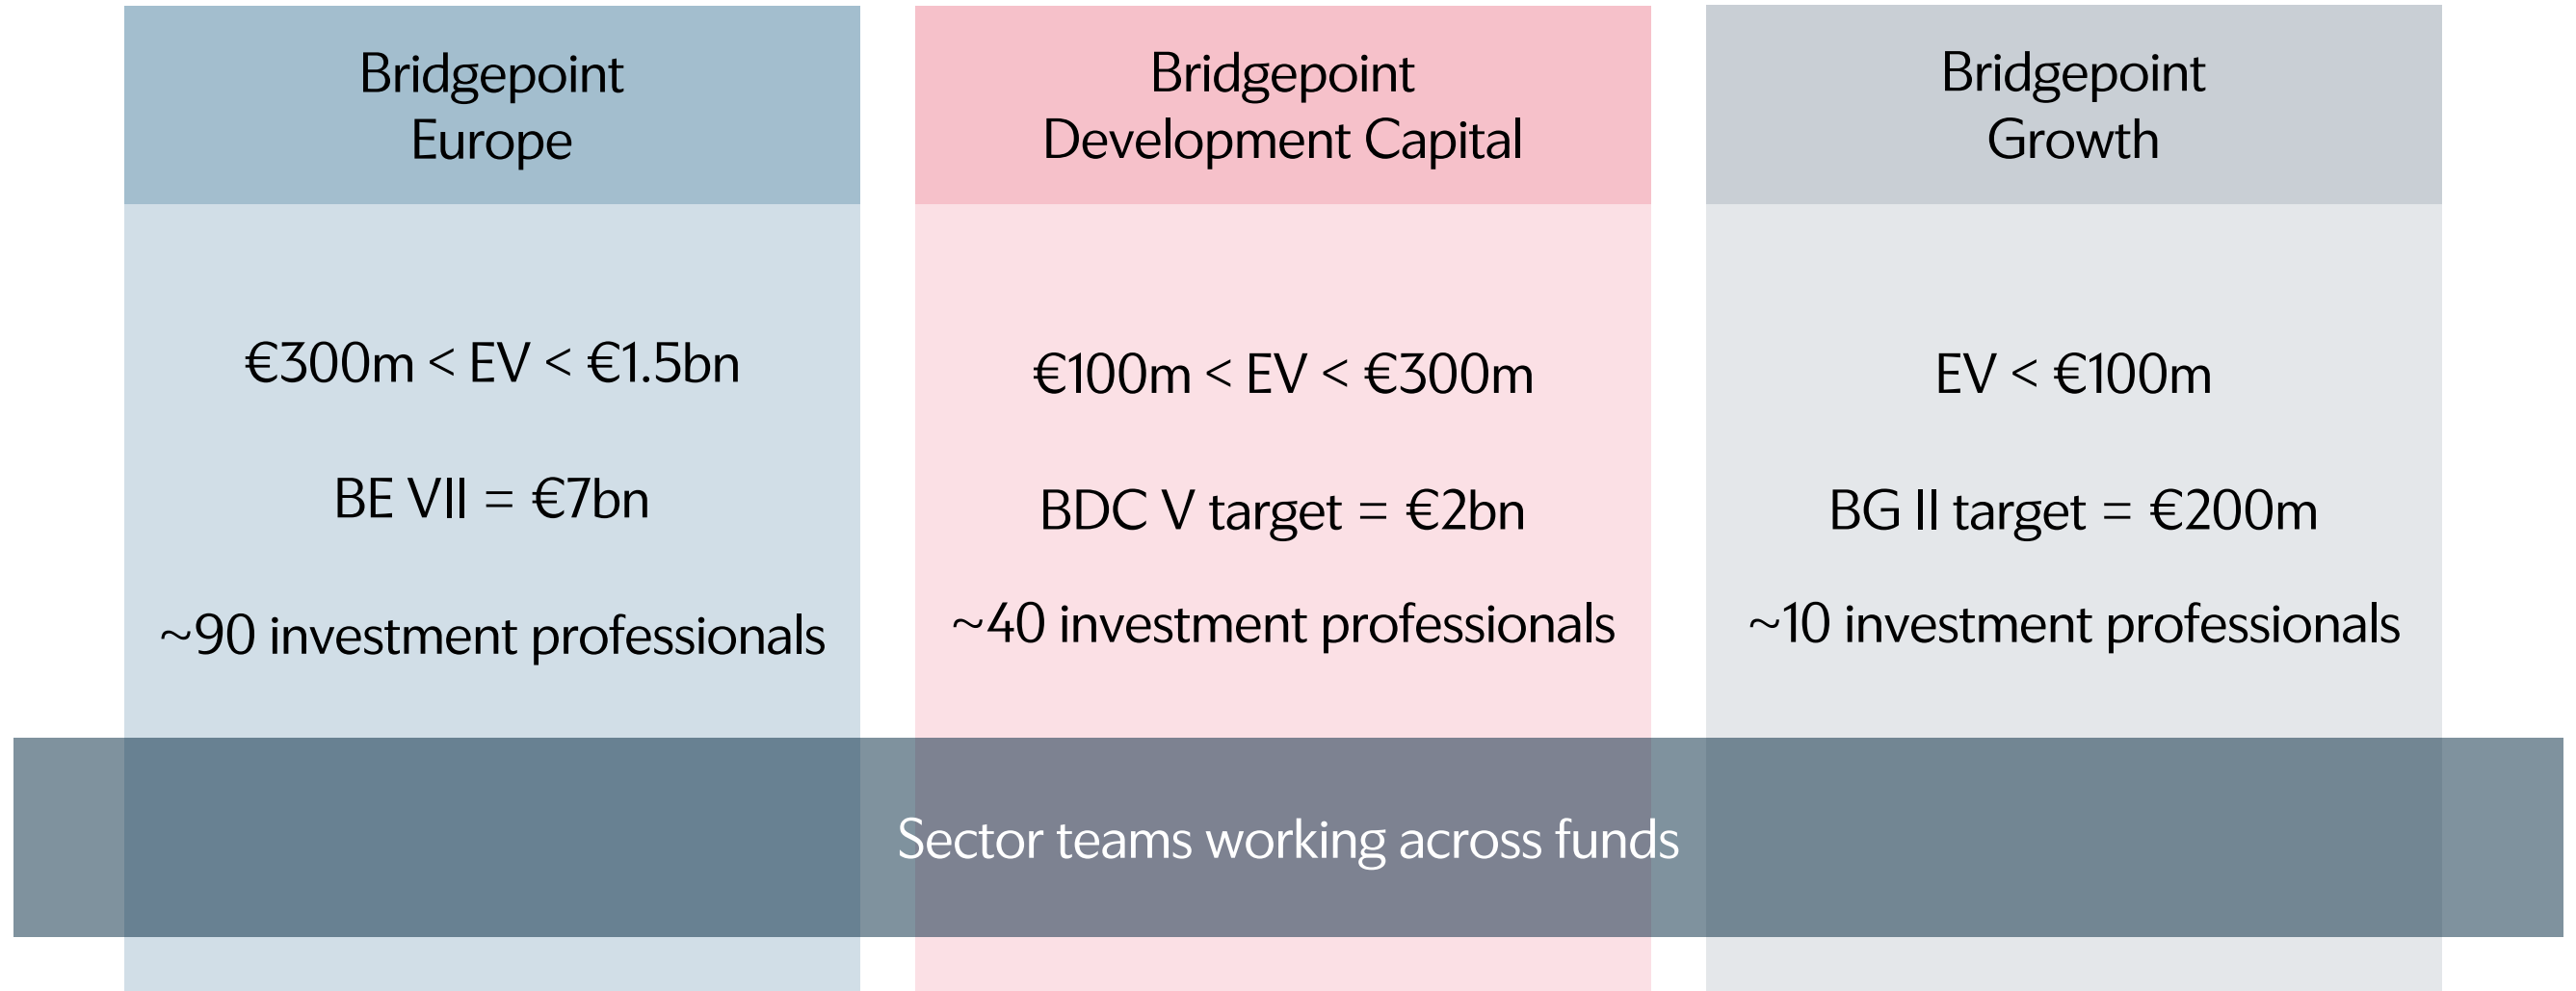 Bridgepoint
Europe
€300m < EV < €1.5bn
BE VII = €7bn
~90 investment professionals
Bridgepoint
Development Capital
€100m < EV < €300m
BDC V target = €2bn
~40 investment professionals
Bridgepoint
Growth
EV < €100m
BG II target = €200m
~10 investment professionals
Sector teams working across funds